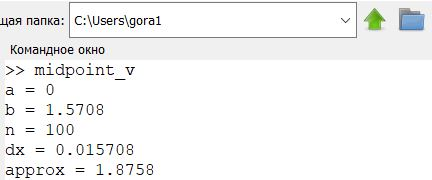 щая папка: C:\Users\gora1
Командное окно
>> midpoint_v
a = 0
b = 1.5708
n = 100
dx = 0.015708
approx = 1.8758